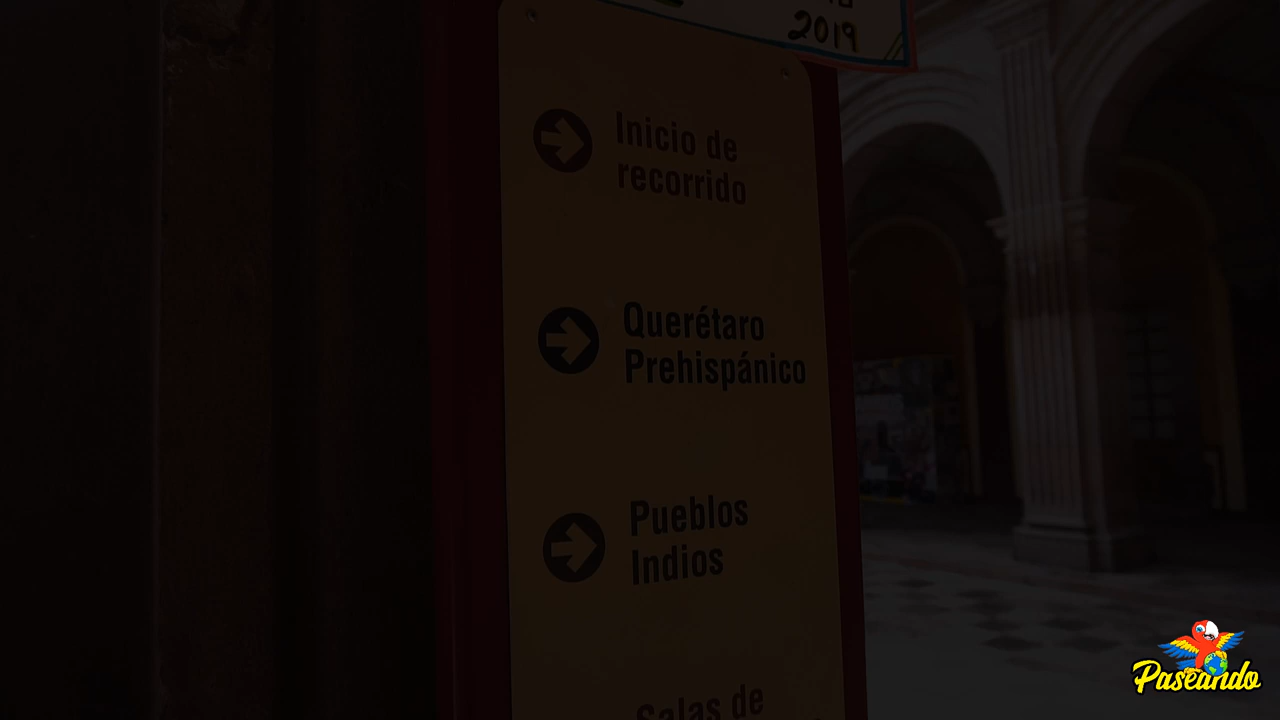 2019
Inicio de
recorrido
Querétaro
Prehispánico
Pueblos
Indios
Salas de
Paseando